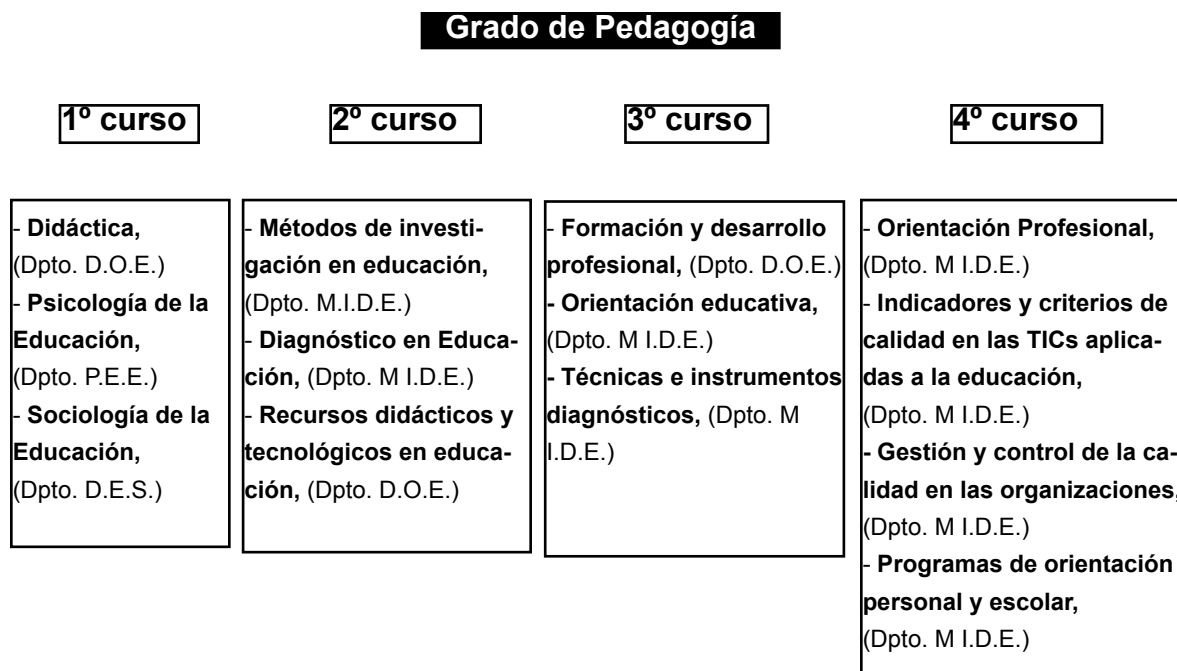 Grado de Pedagogía
1º curso
2º curso
3º curso
4º curso
- Didáctica,
(Dpto. D.O.E.)
- Psicología de la
Educación,
(Dpto. P.E.E.)
- Sociología de la
Educación,
(Dpto. D.E.S.)
- Métodos de investi-
gación en educación,
(Dpto. M.I.D.E.)
- Diagnóstico en Educa-
ción, (Dpto. M I.D.E.)
- Recursos didácticos y
tecnológicos en educa-
ción, (Dpto. D.O.E.)
- Formación y desarrollo
profesional, (Dpto. D.O.E.)
- Orientación educativa,
(Dpto. M I.D.E.)
- Técnicas e instrumentos
diagnósticos, (Dpto. M
I.D.E.)
- Orientación Profesional,
(Dpto. M I.D.E.)
- Indicadores y criterios de
calidad en las TICs aplica-
das a la educación,
(Dpto. M I.D.E.)
- Gestión y control de la ca-
lidad en las organizaciones,
(Dpto. M I.D.E.)
- Programas de orientación
personal y escolar,
(Dpto. M I.D.E.)